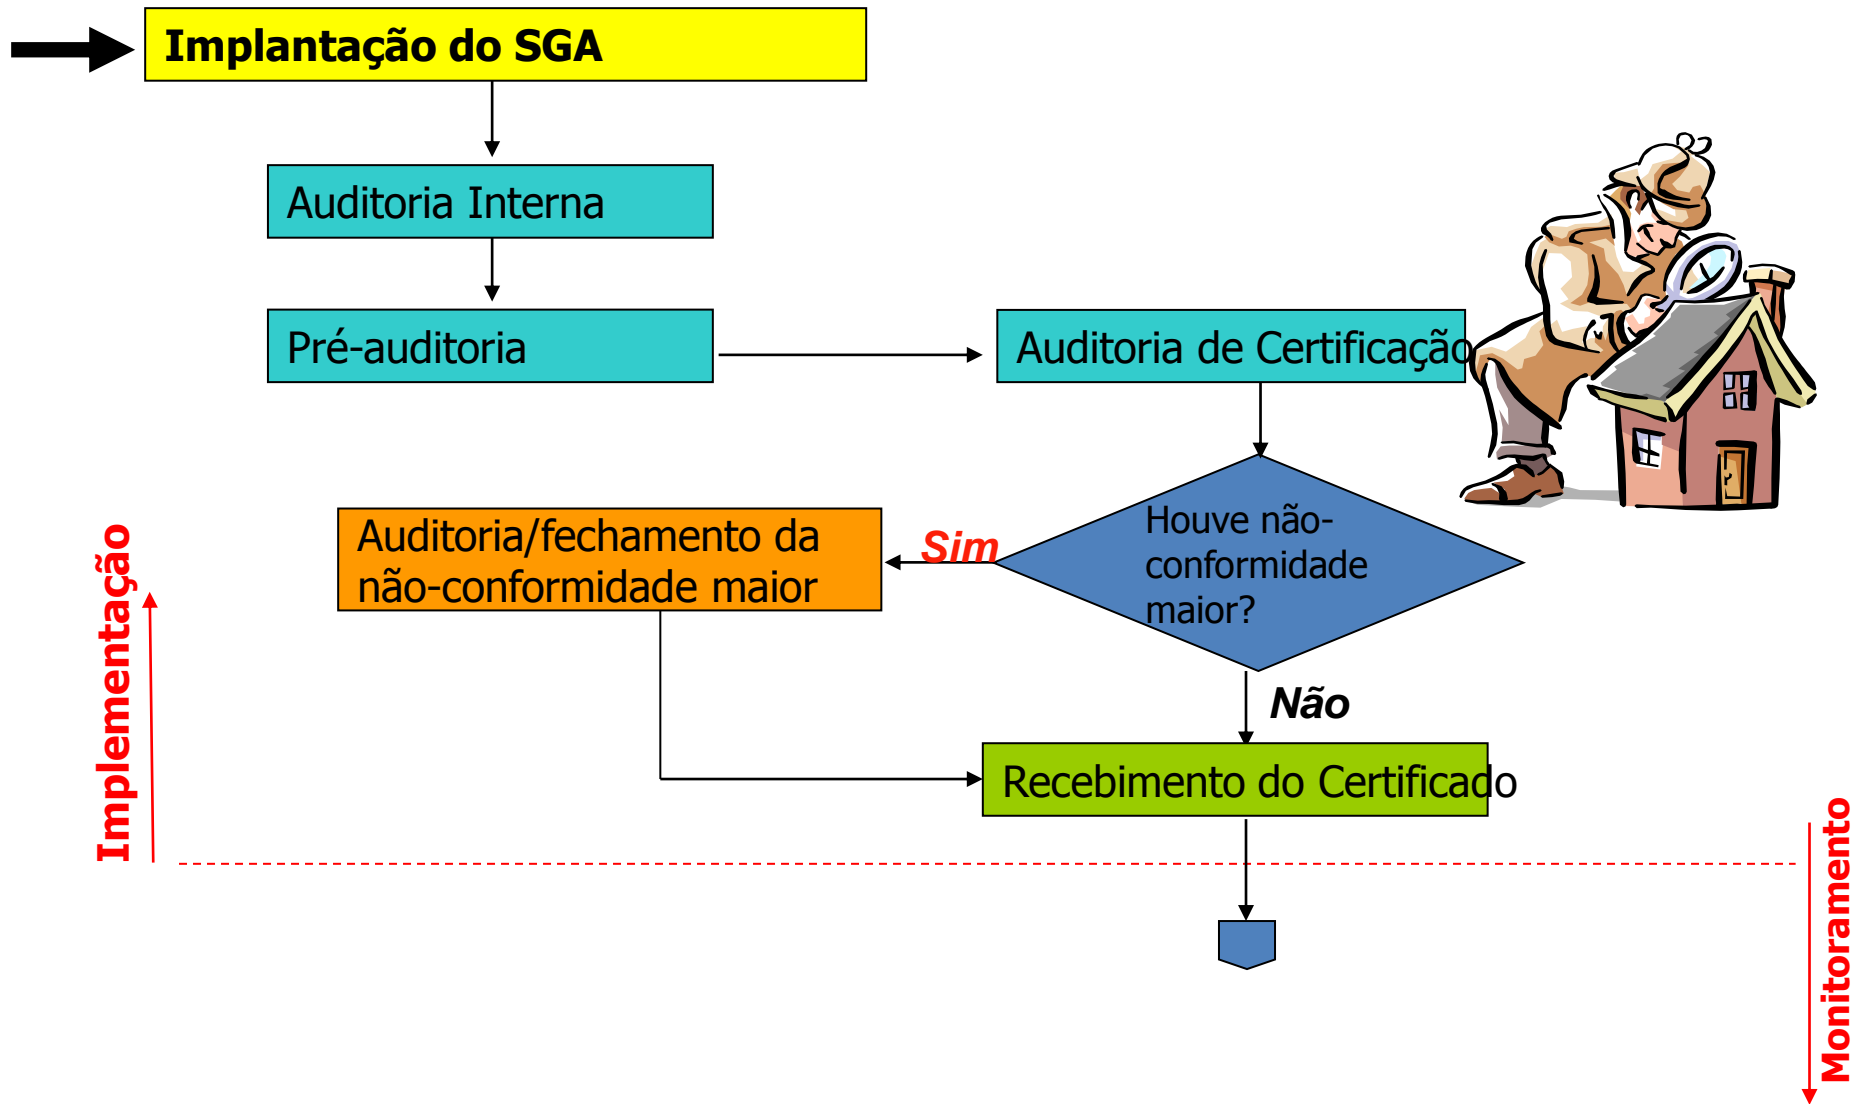 Implantação do SGA
Auditoria Interna
Pré-auditoria
Auditoria de Certificação
Houve não-
conformidade
maior?
Sim
Auditoria/fechamento da
não-conformidade maior
Não
Recebimento do Certificado
Implementação
Monitoramento